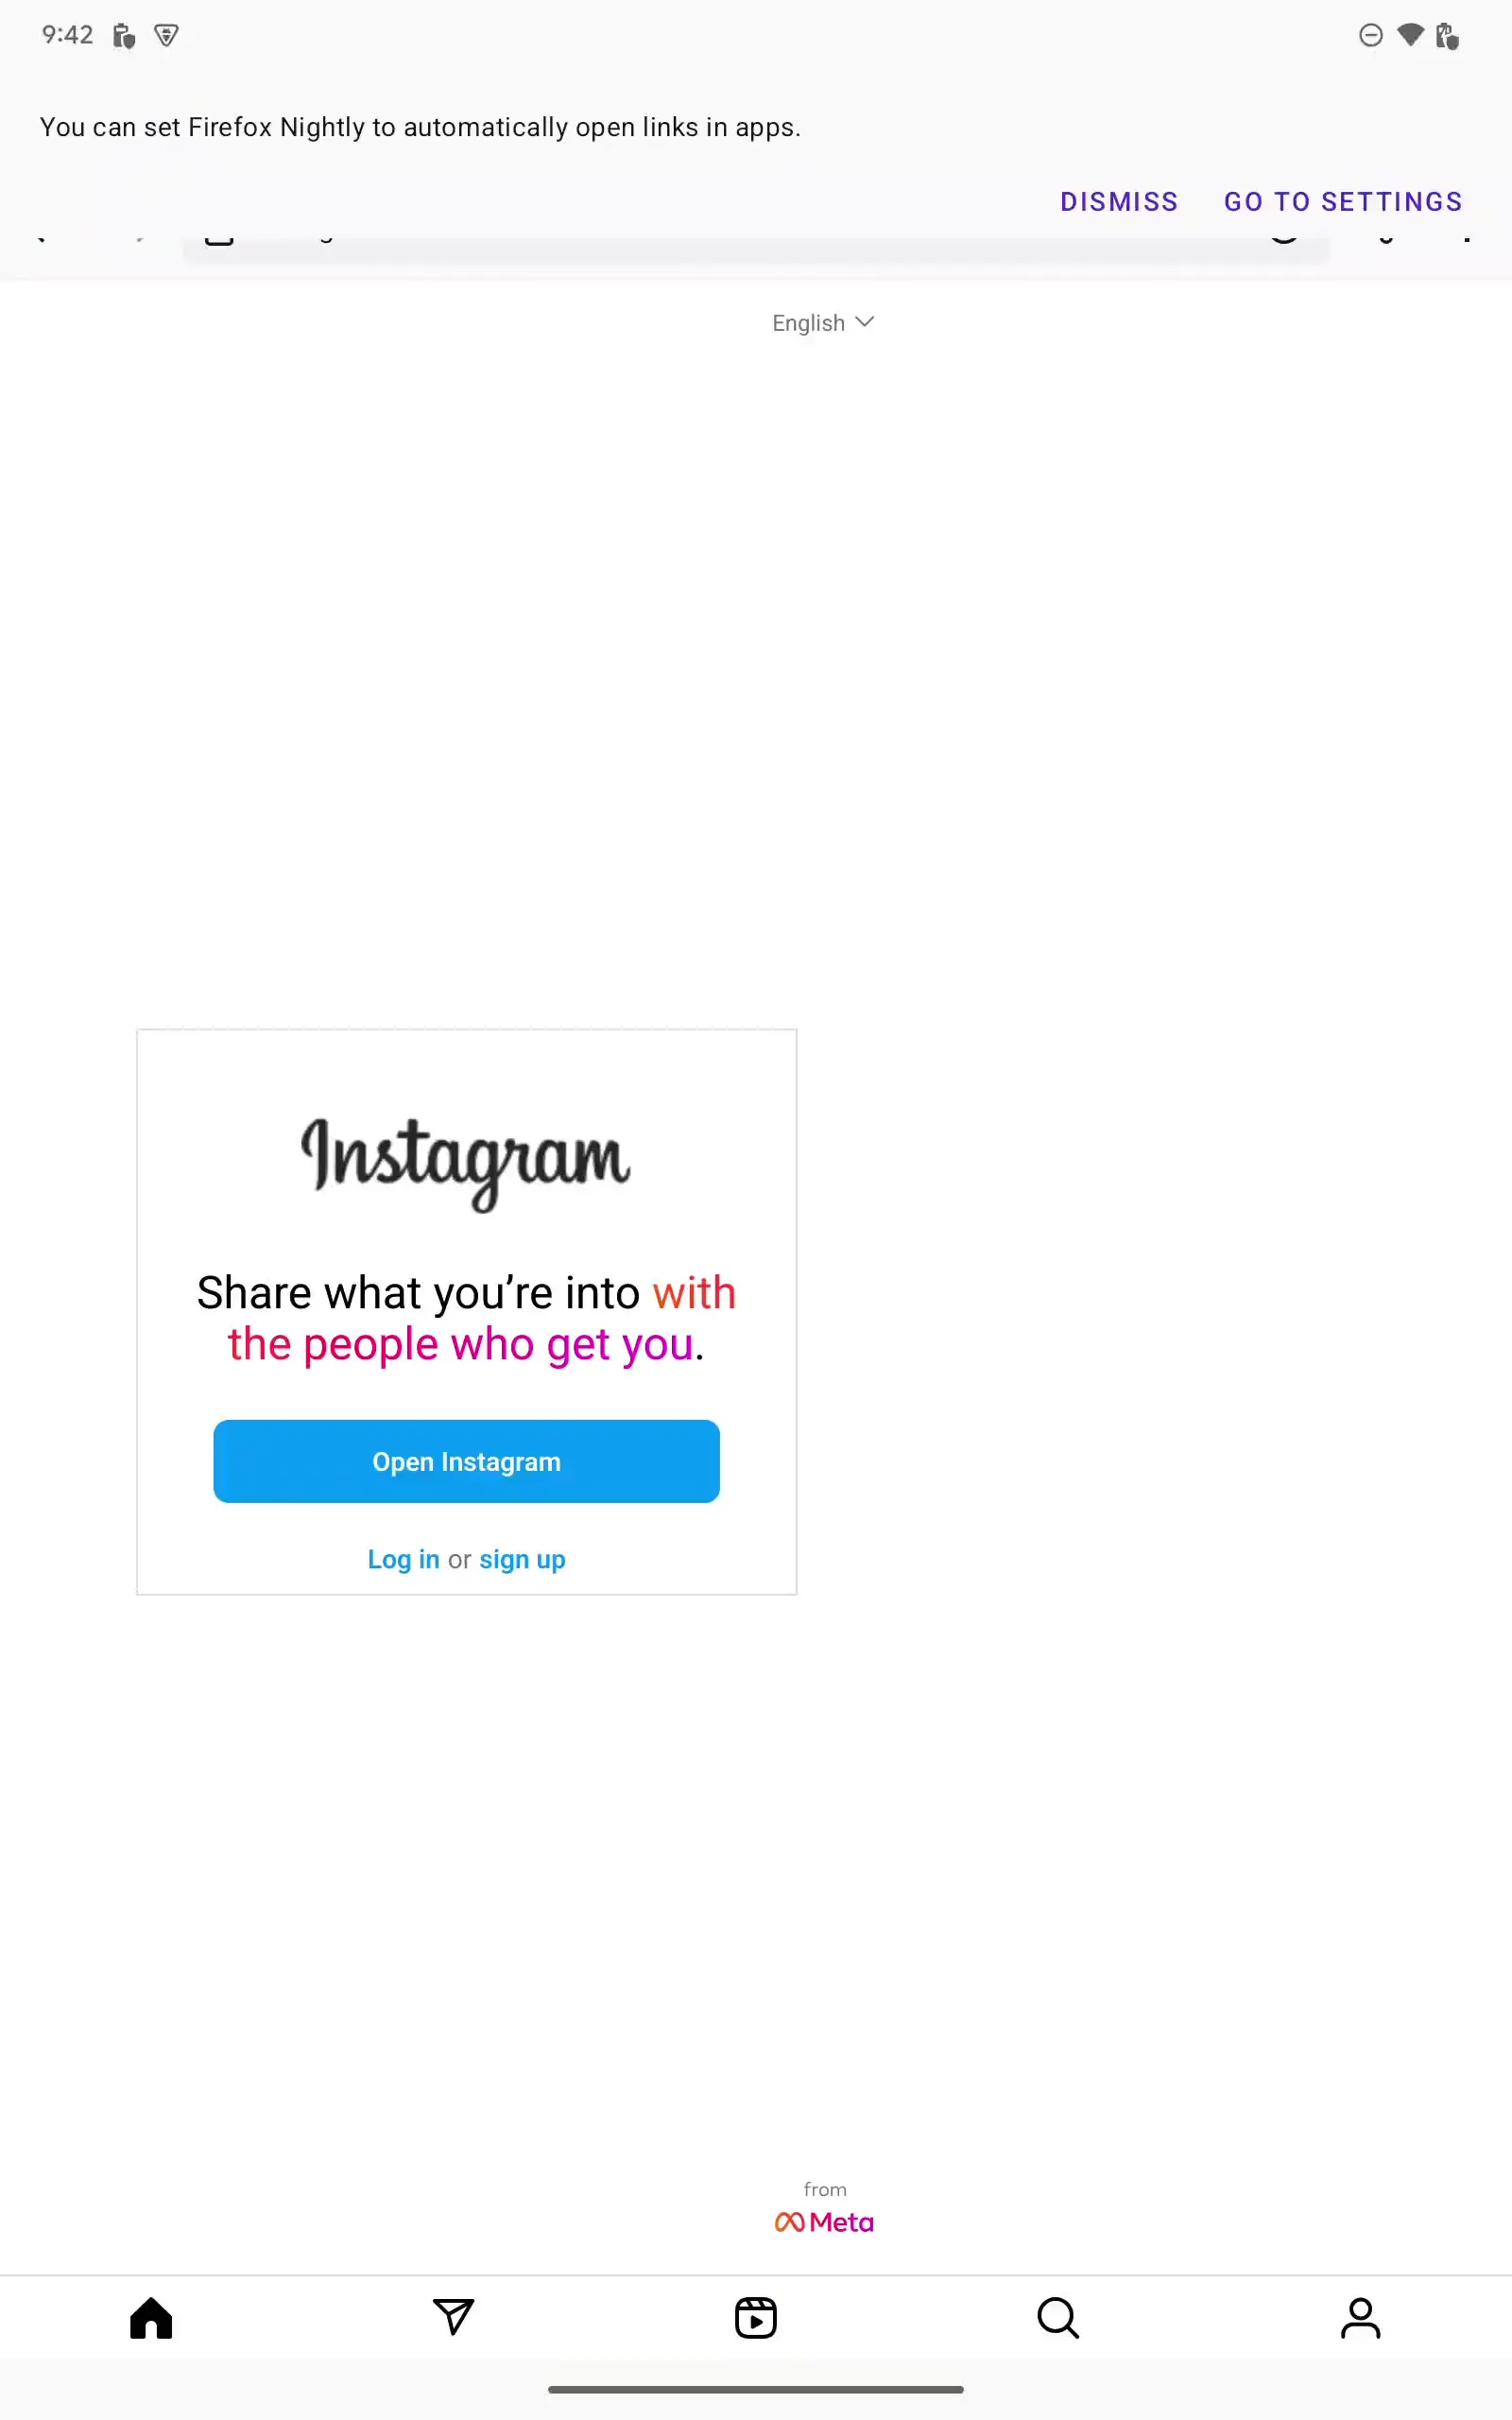 9:42
You can set Firefox Nightly to automatically open links in apps.
DISMISS GO TO SETTINGS
English
Instagram
Share what you’re into with
the people who get you.
Open Instagram
Log in or sign up
from
Meta